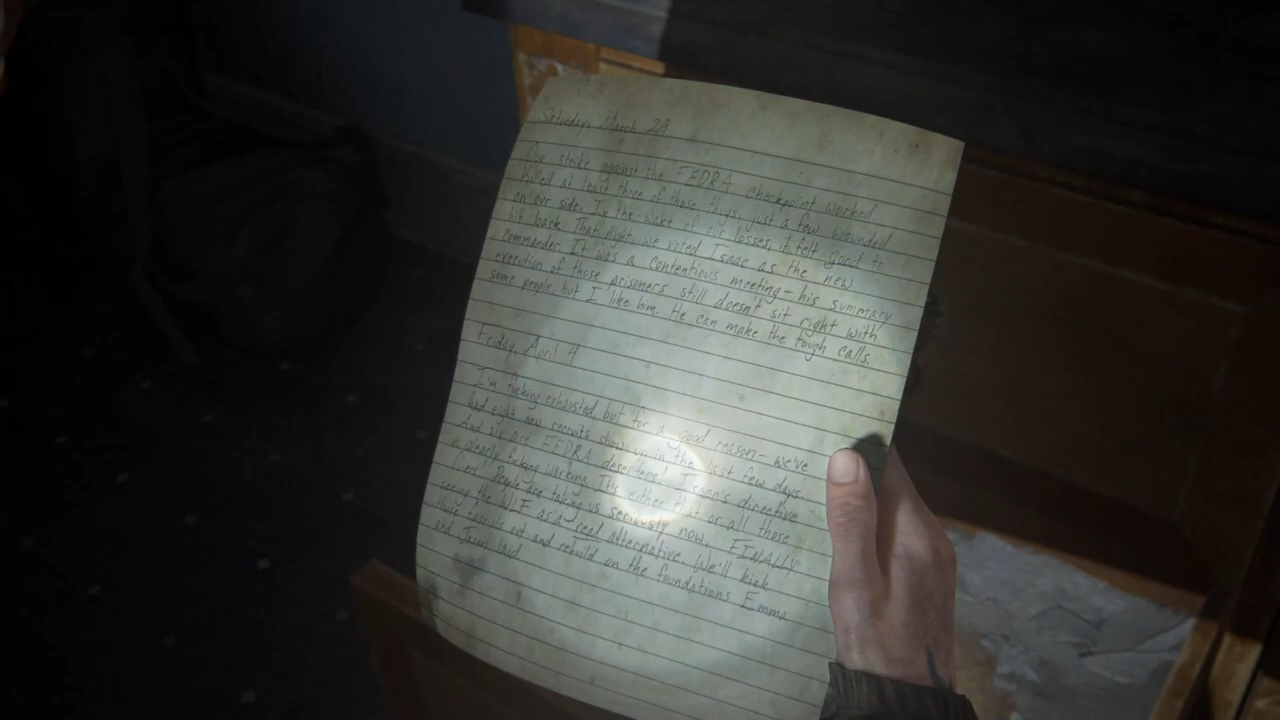 Saturday, March 29
Our strike against the FEDRA checkpoint worked.
Killed at least three of those thugs, just a few wounded
on our side. In the wake of our losses, it felt good to
hit back. That night, we voted Isaac as the new
commander. It was a contentious meeting - his summary
execution of those prisoners still doesn't sit right with
some people, but I like him. He can make the tough calls.
Friday, April 4
I'm fucking exhausted, but for a good reason - we've
had eight new recruits show up in the last few days.
And six are FEDRA deserters! Isaac's directive
is clearly fucking working. It's either that or all those
fliers. People are taking us seriously now. FINALLY
seeing the WLF as a real alternative. We'll kick
those fascists out and rebuild on the foundations Emma
and Jason laid.